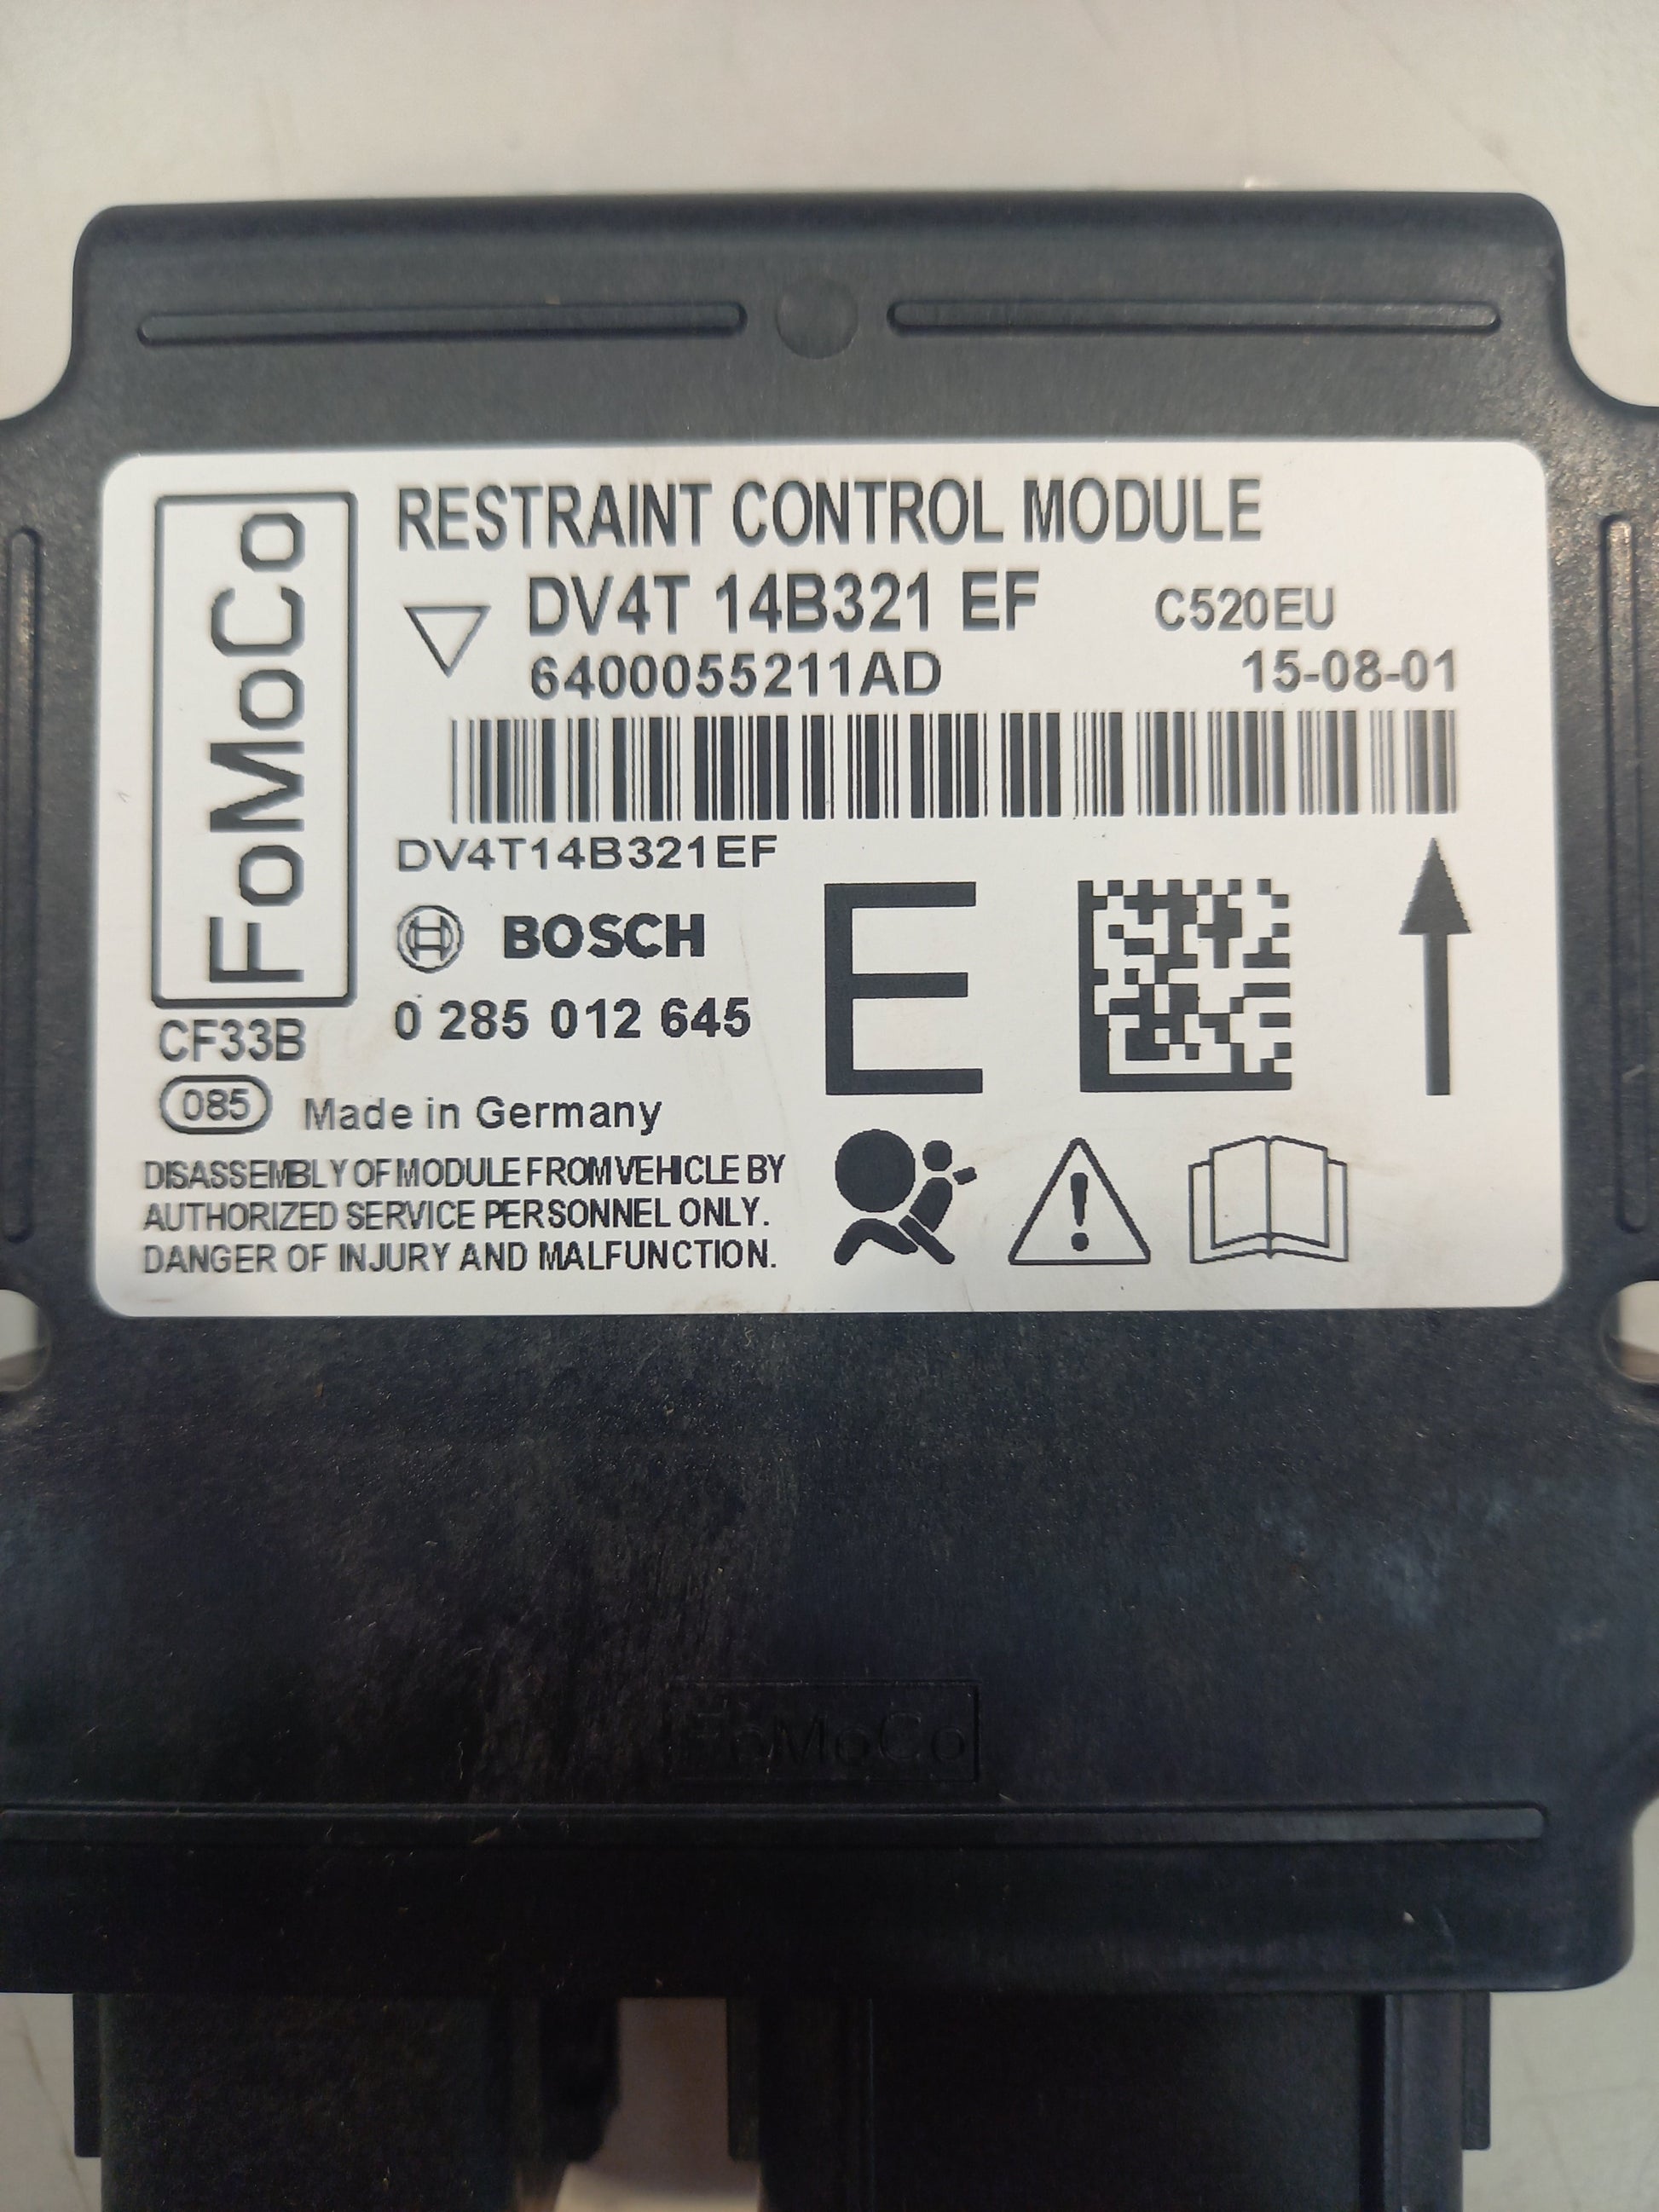 FoMoCo
RESTRAINT CONTROL MODULE
DV4T 14B321 EF C520EU
6400055211AD 15-08-01
DV4T14B321EF
BOSCH
E
0 285 012 645
CF33B
085 Made in Germany
DISASSEMBLY OF MODULE FROM VEHICLE BY
AUTHORIZED SERVICE PERSONNEL ONLY.
DANGER OF INJURY AND MALFUNCTION.
FoMoCo